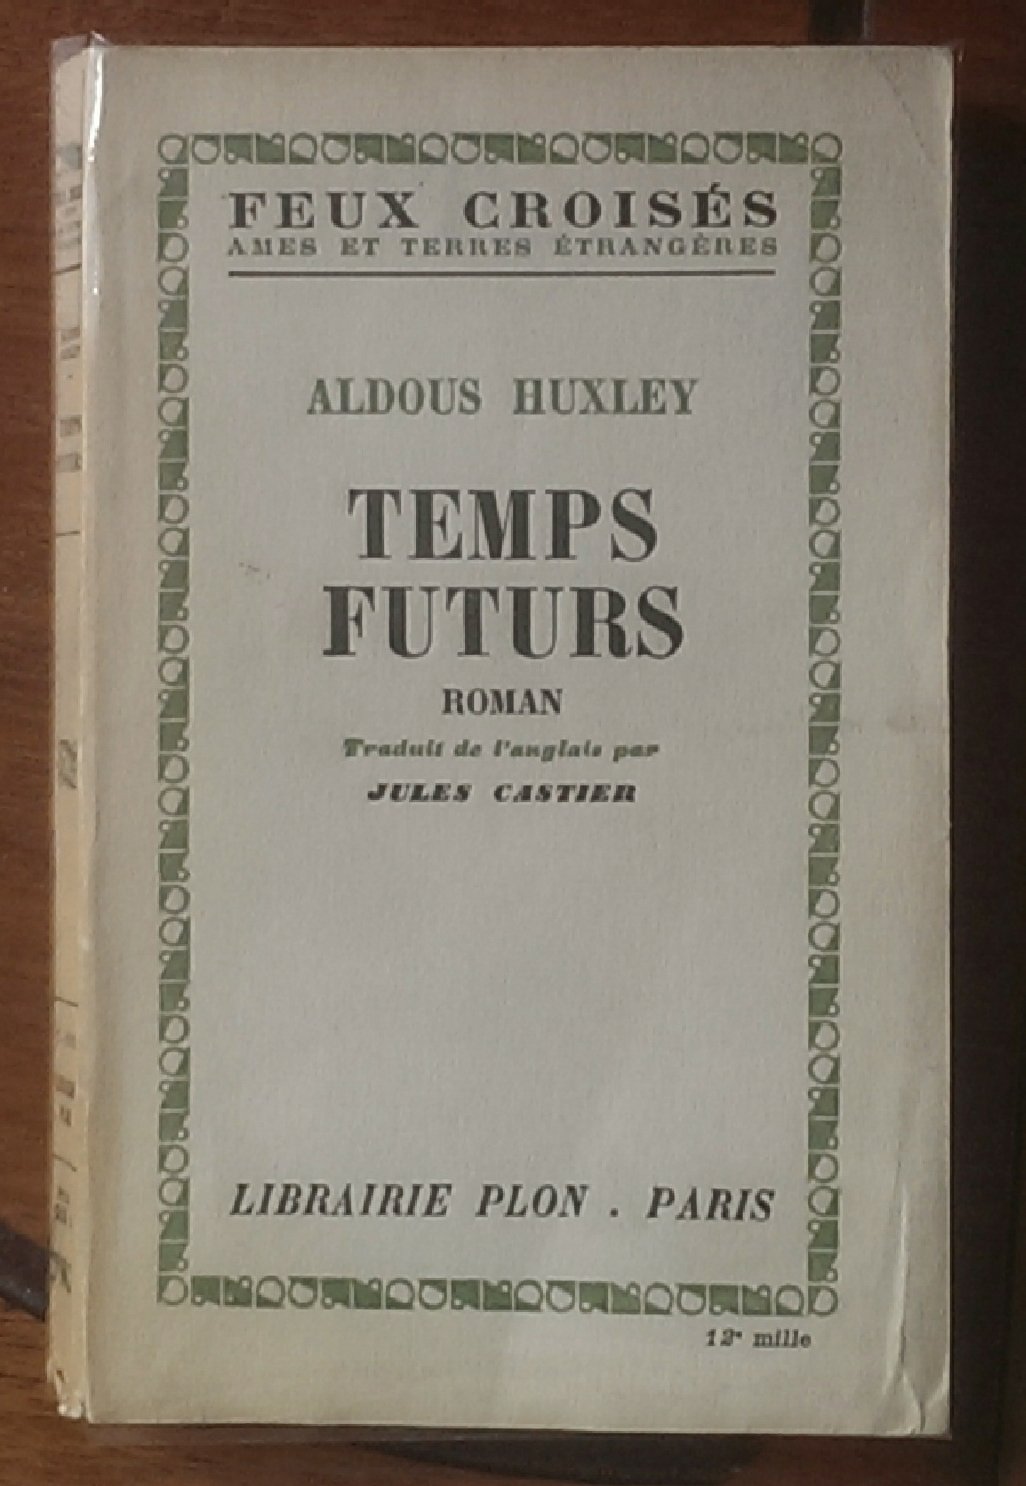 FEUX CROISÉS
AMES ET TERRES ÉTRANGÈRES
ALDOUS HUXLEY
TEMPS
FUTURS
ROMAN
Traduit de l'anglais par
JULES CASTIER
LIBRAIRIE PLON . PARIS
12e mille